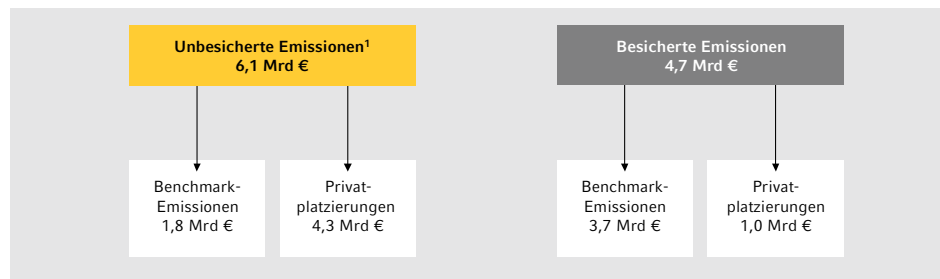 Unbesicherte Emissionen¹
6,1 Mrd €
Besicherte Emissionen
4,7 Mrd €
Benchmark-
Emissionen
1,8 Mrd €
Privat-
platzierungen
4,3 Mrd €
Benchmark-
Emissionen
3,7 Mrd €
Privat-
platzierungen
1,0 Mrd €